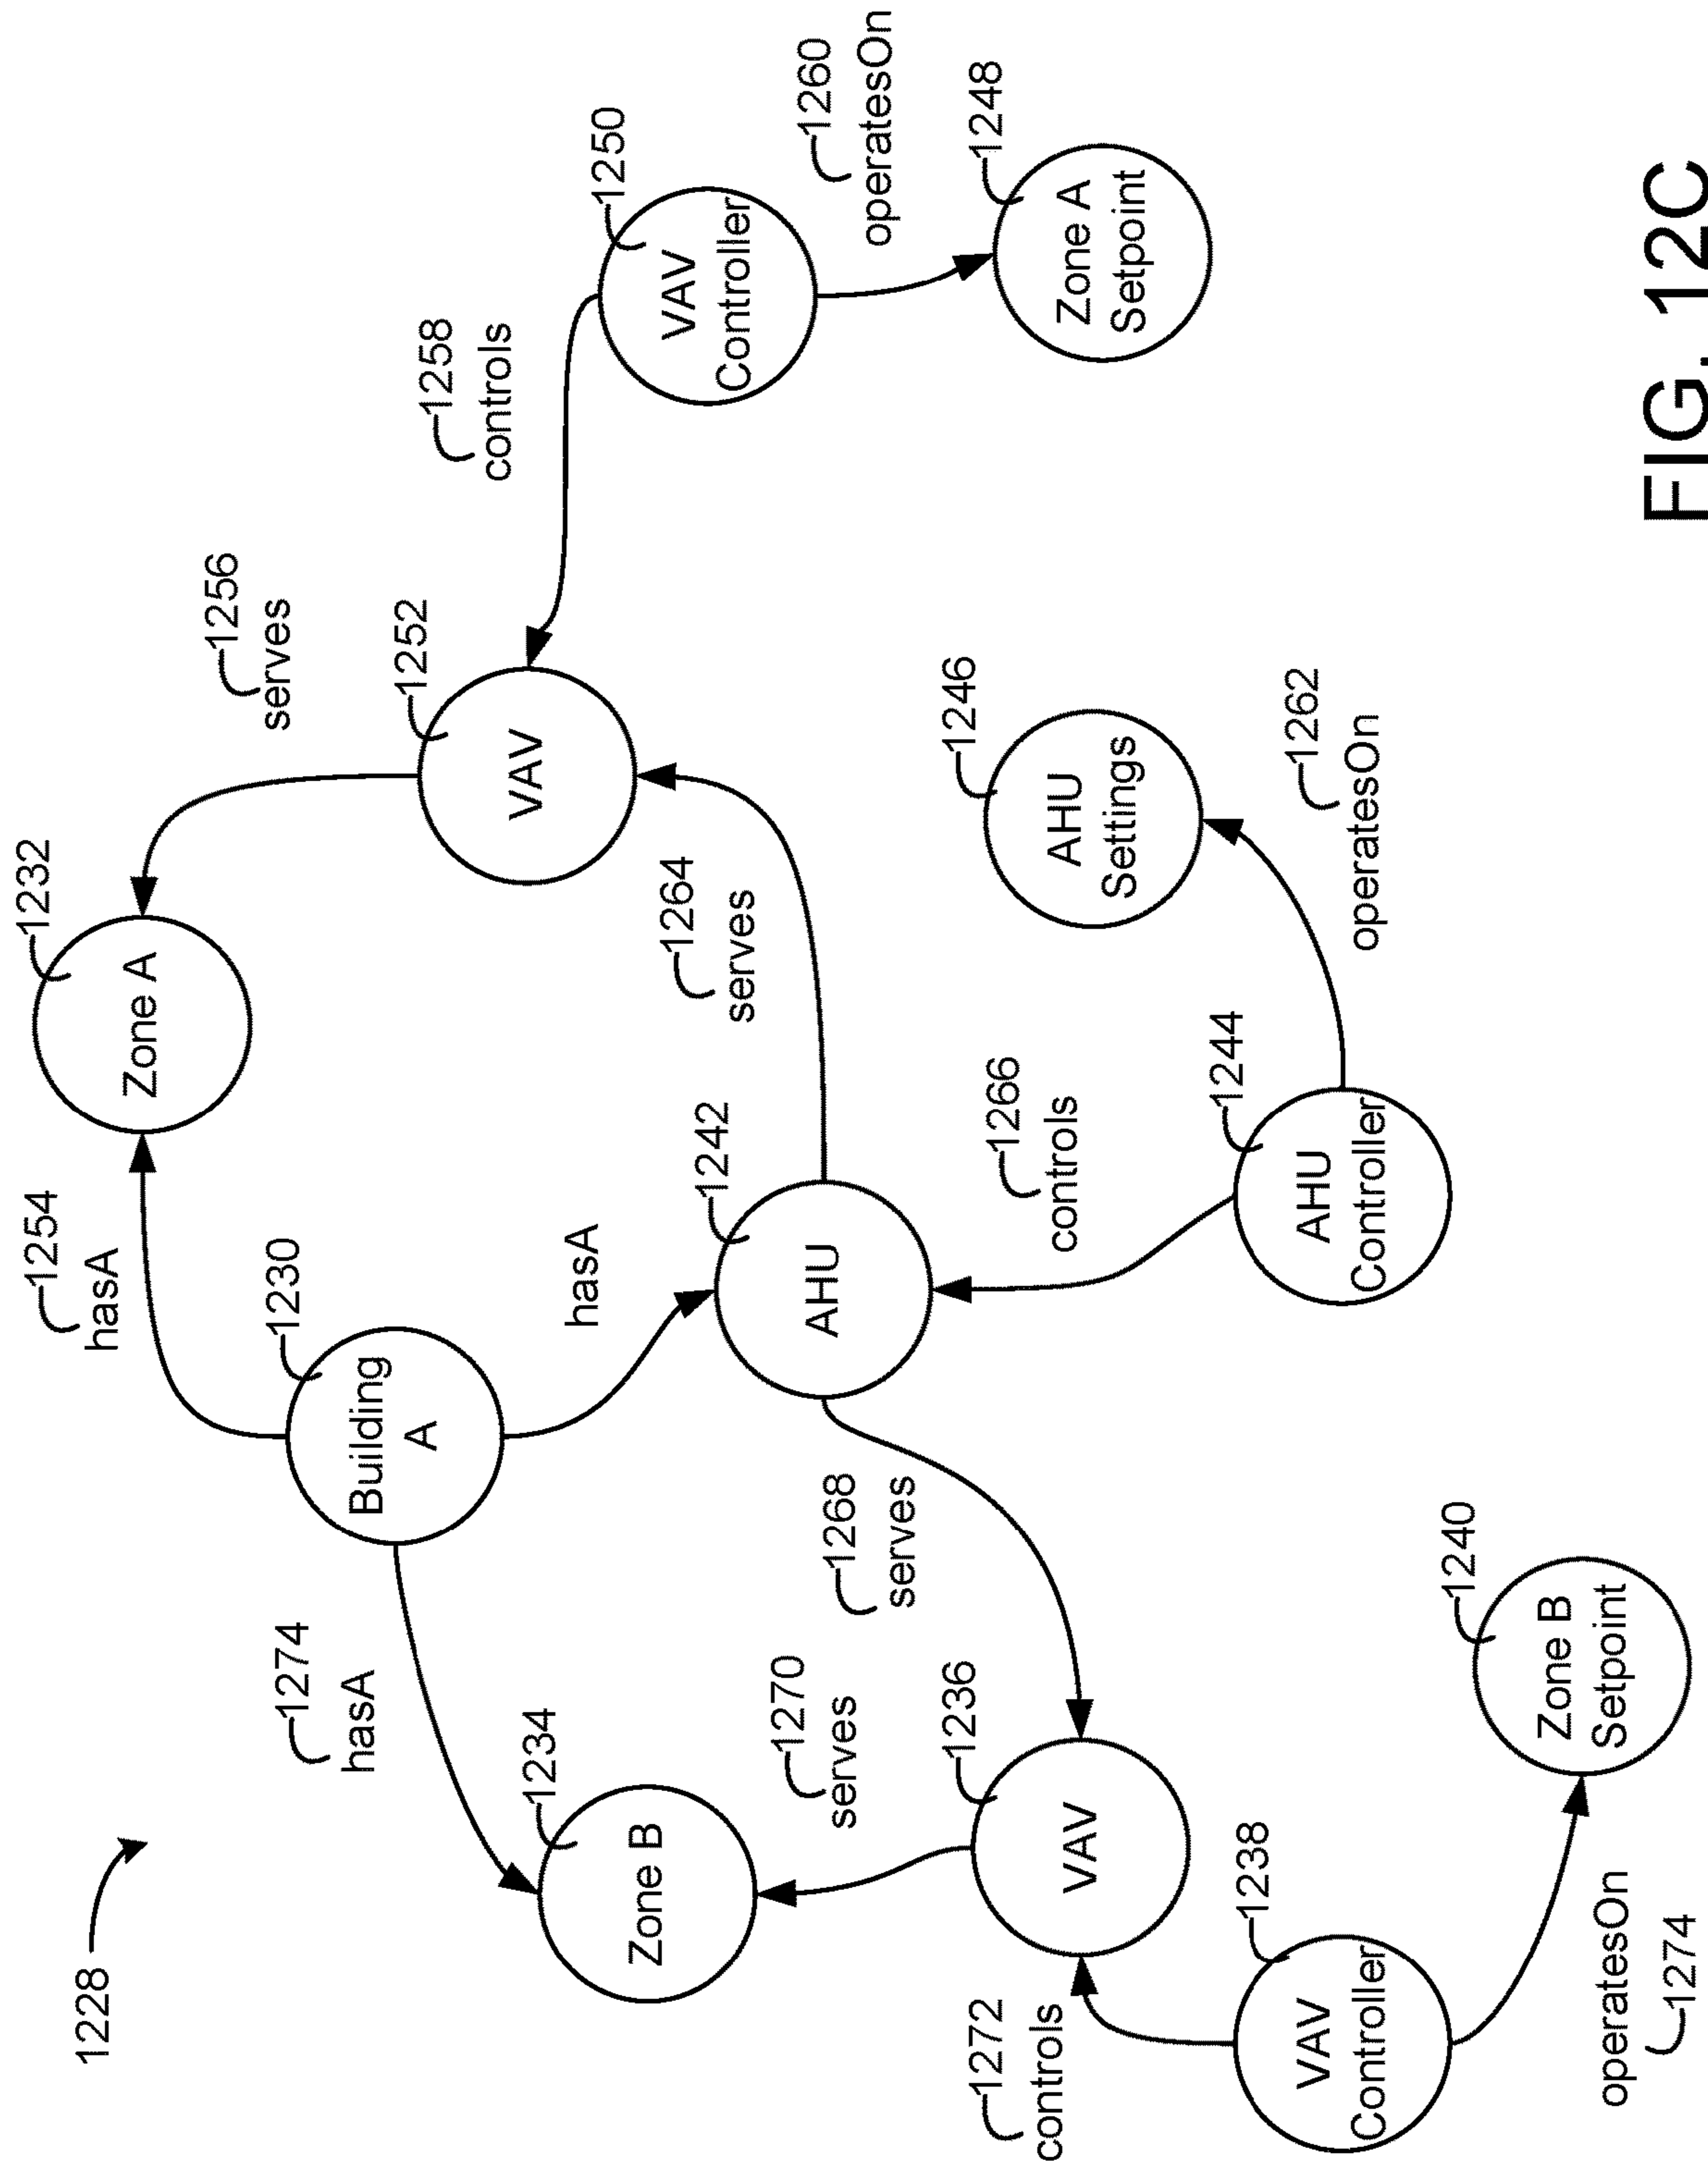 1228
1254
hasA
1232
Zone A
1256
serves
1274
hasA
1230
Building
A
1252
VAV
1258
controls
1234
Zone B
hasA
1250
VAV
Controller
1270
serves
1268
serves
1242
AHU
1264
serves
1260
operatesOn
1272
controls
1236
VAV
1266
controls
1246
AHU
Settings
1248
Zone A
Setpoint
1238
VAV
Controller
1244
AHU
Controller
1262
operatesOn
1240
Zone B
Setpoint
operatesOn
1274
FIG. 12C